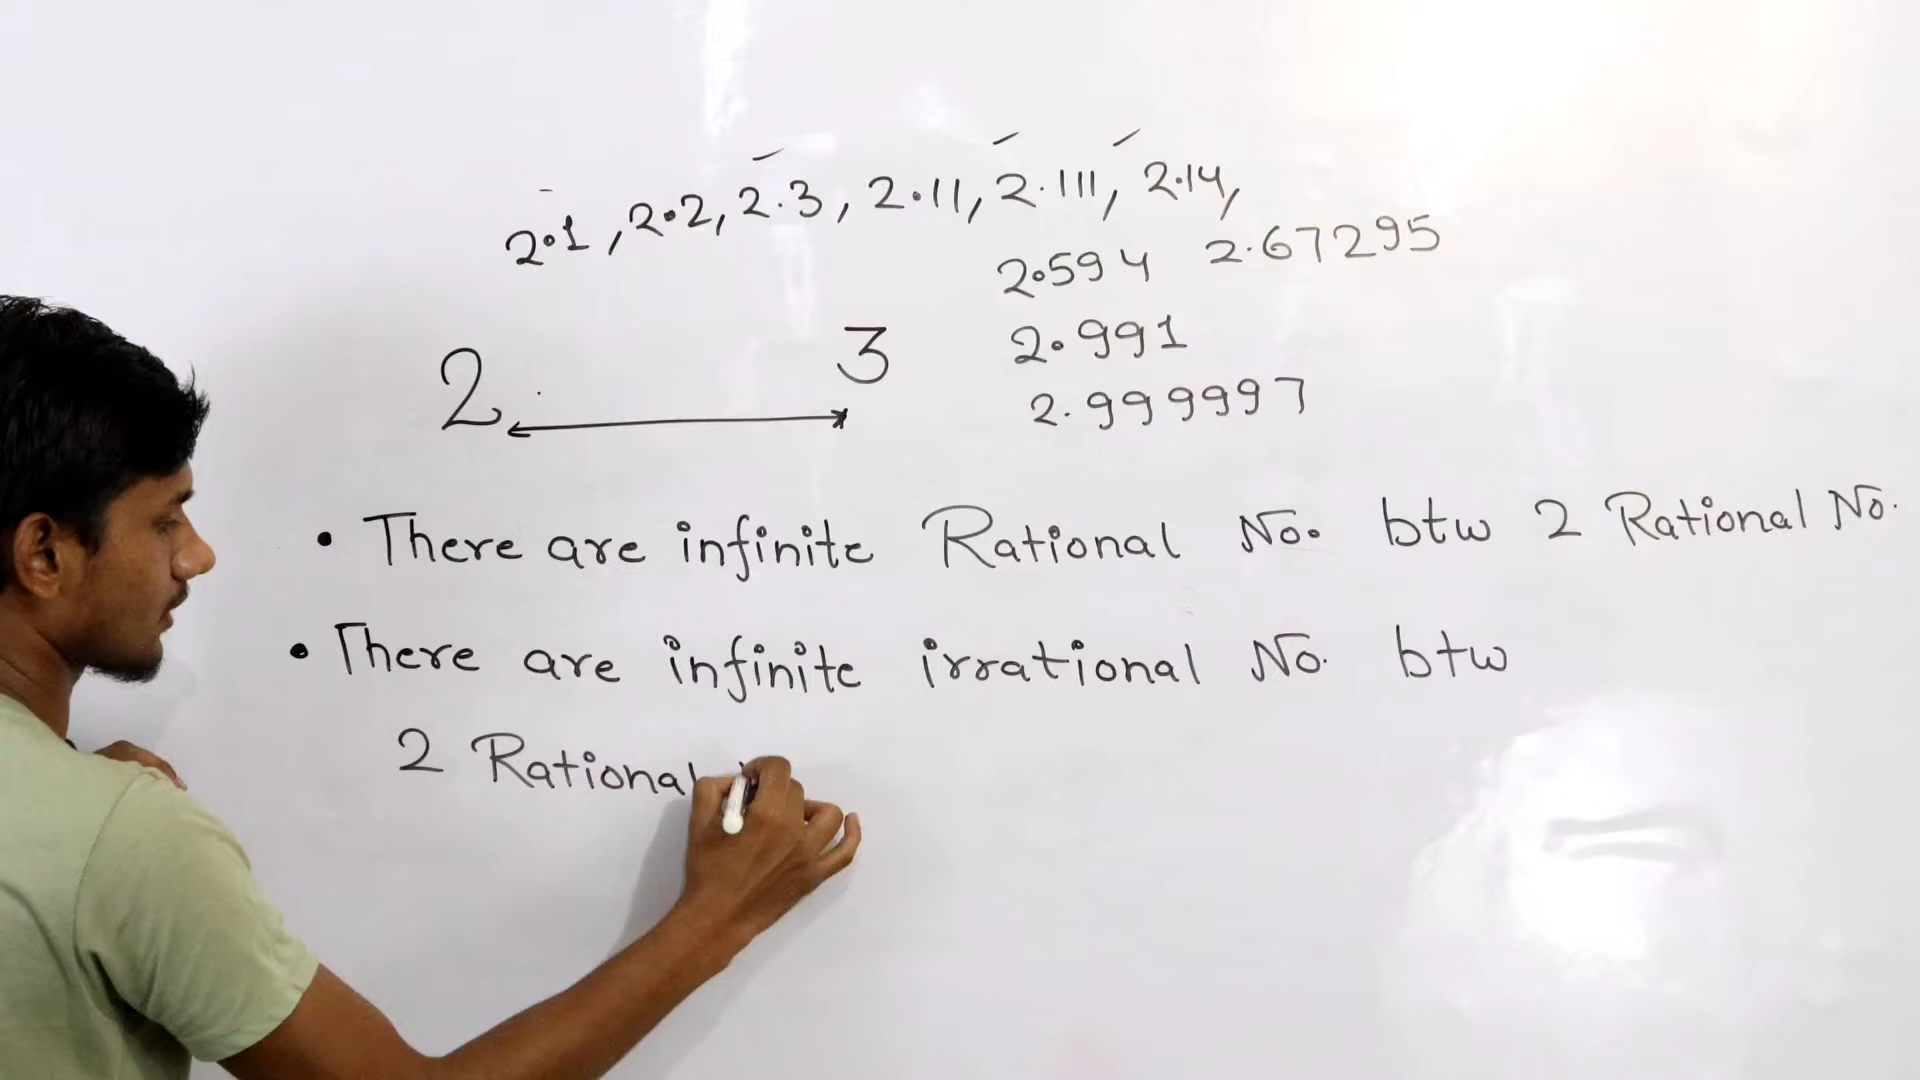 2.1, 2.2, 2.3, 2.11, 2.111, 2.14,
2.594 2.67295
2.991
2.999997
2 3
• There are infinite Rational No. btw 2 Rational No.
• There are infinite irrational No. btw
2 Rational